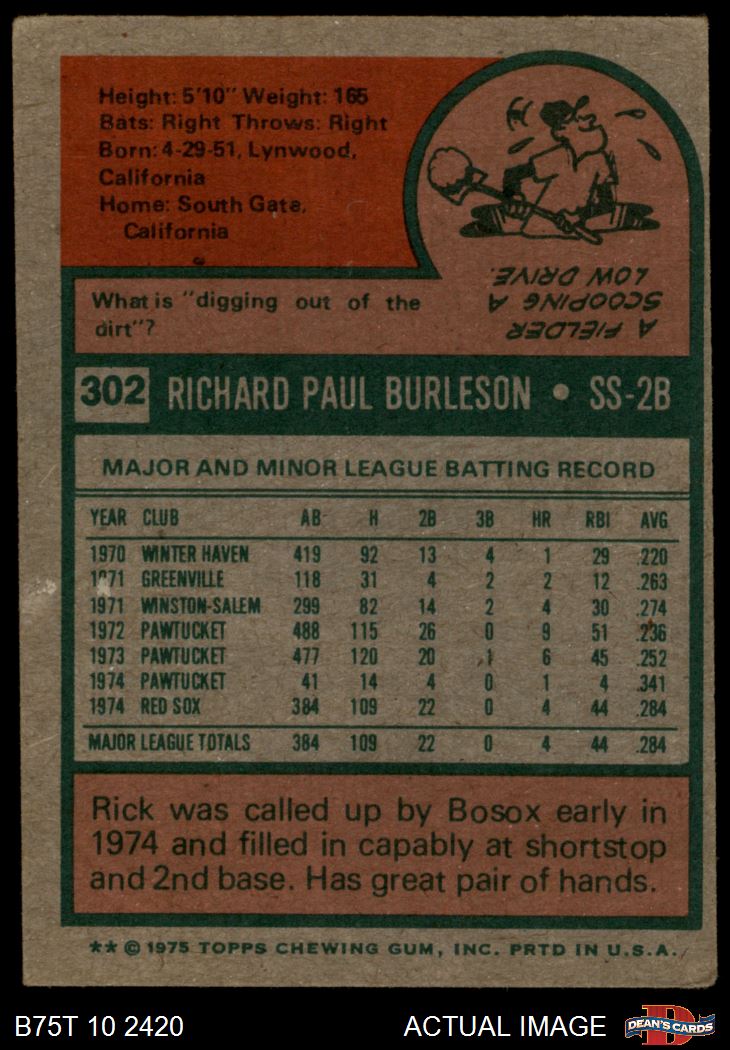 Height: 5'10" Weight: 165
Bats: Right Throws: Right
Born: 4-29-51, Lynwood,
California
Home: South Gate,
California
What is "digging out of the
dirt"?
A FIELDER
SCOOPING A
LOW DRIVE.
302 RICHARD PAUL BURLESON • SS-2B
MAJOR AND MINOR LEAGUE BATTING RECORD
YEAR CLUB AB H 2B 3B HR RBI AVG
1970 WINTER HAVEN 419 92 13 4 1 29 .220
1971 GREENVILLE 118 31 4 2 2 12 .263
1971 WINSTON-SALEM 299 82 14 2 4 30 .274
1972 PAWTUCKET 488 115 26 0 9 51 .236
1973 PAWTUCKET 477 120 20 1 6 45 .252
1974 PAWTUCKET 41 14 4 0 1 4 .341
1974 RED SOX 384 109 22 0 4 44 .284
MAJOR LEAGUE TOTALS 384 109 22 0 4 44 .284
Rick was called up by Bosox early in
1974 and filled in capably at shortstop
and 2nd base. Has great pair of hands.
** © 1975 TOPPS CHEWING GUM, INC. PRTD IN U.S.A.
B75T 10 2420 ACTUAL IMAGE
D
DEAN'S CARDS